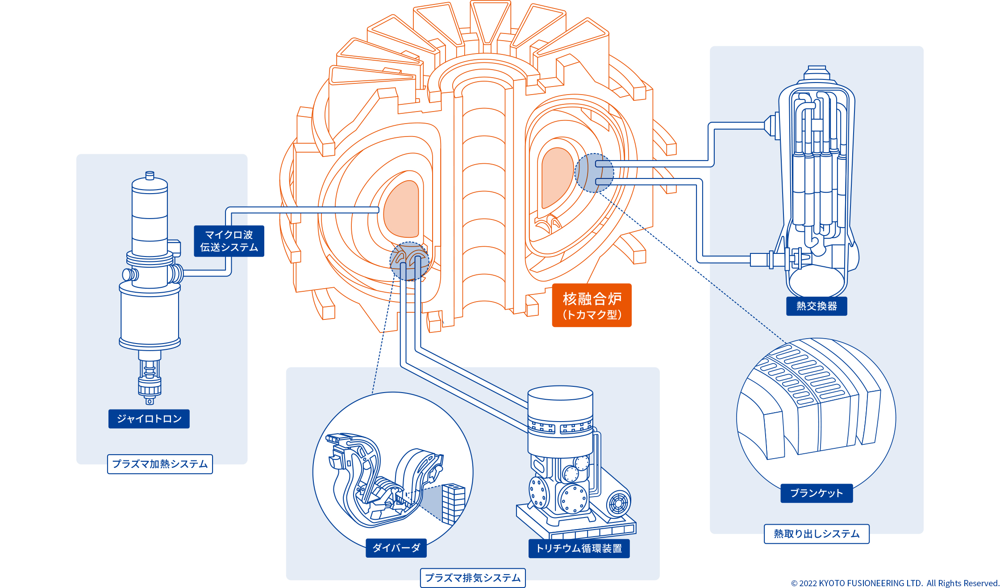 マイクロ波
伝送システム
ジャイロトロン
プラズマ加熱システム
核融合炉
（トカマク型）
熱交換器
ブランケット
熱取り出しシステム
ダイバータ
トリチウム循環装置
プラズマ排気システム
© 2022 KYOTO FUSIONEERING LTD. All Rights Reserved.